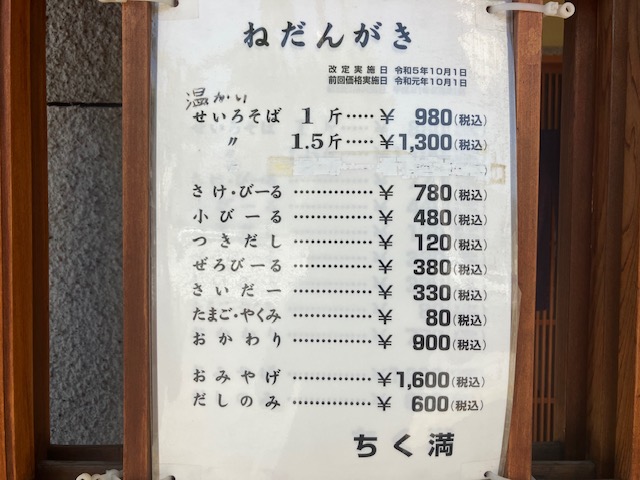 ねだんがき
改定実施日 令和5年10月1日
前回価格実施日 令和元年10月1日
温かい
せいろそば 1斤‥‥‥¥ 980(税込)
〃 1.5斤‥‥‥¥1,300(税込)
さけ・びーる‥‥‥‥‥‥¥ 780(税込)
小びーる‥‥‥‥‥‥¥ 480(税込)
つきだし‥‥‥‥‥‥¥ 120(税込)
ぜろびーる‥‥‥‥‥‥¥ 380(税込)
さいだー‥‥‥‥‥‥¥ 330(税込)
たまご・やくみ‥‥‥‥‥‥¥ 80(税込)
おかわり‥‥‥‥‥‥¥ 900(税込)
おみやげ‥‥‥‥‥‥¥1,600(税込)
だしのみ‥‥‥‥‥‥¥ 600(税込)
ちく満